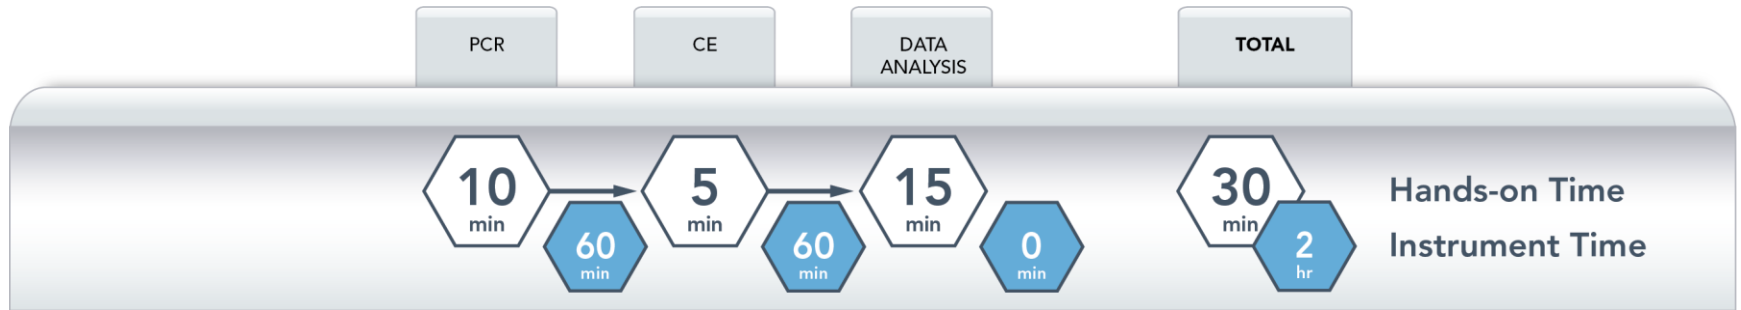 PCR
CE
DATA
ANALYSIS
TOTAL
10
min
5
min
15
min
30
min
Hands-on Time
60
min
60
min
0
min
2
hr
Instrument Time